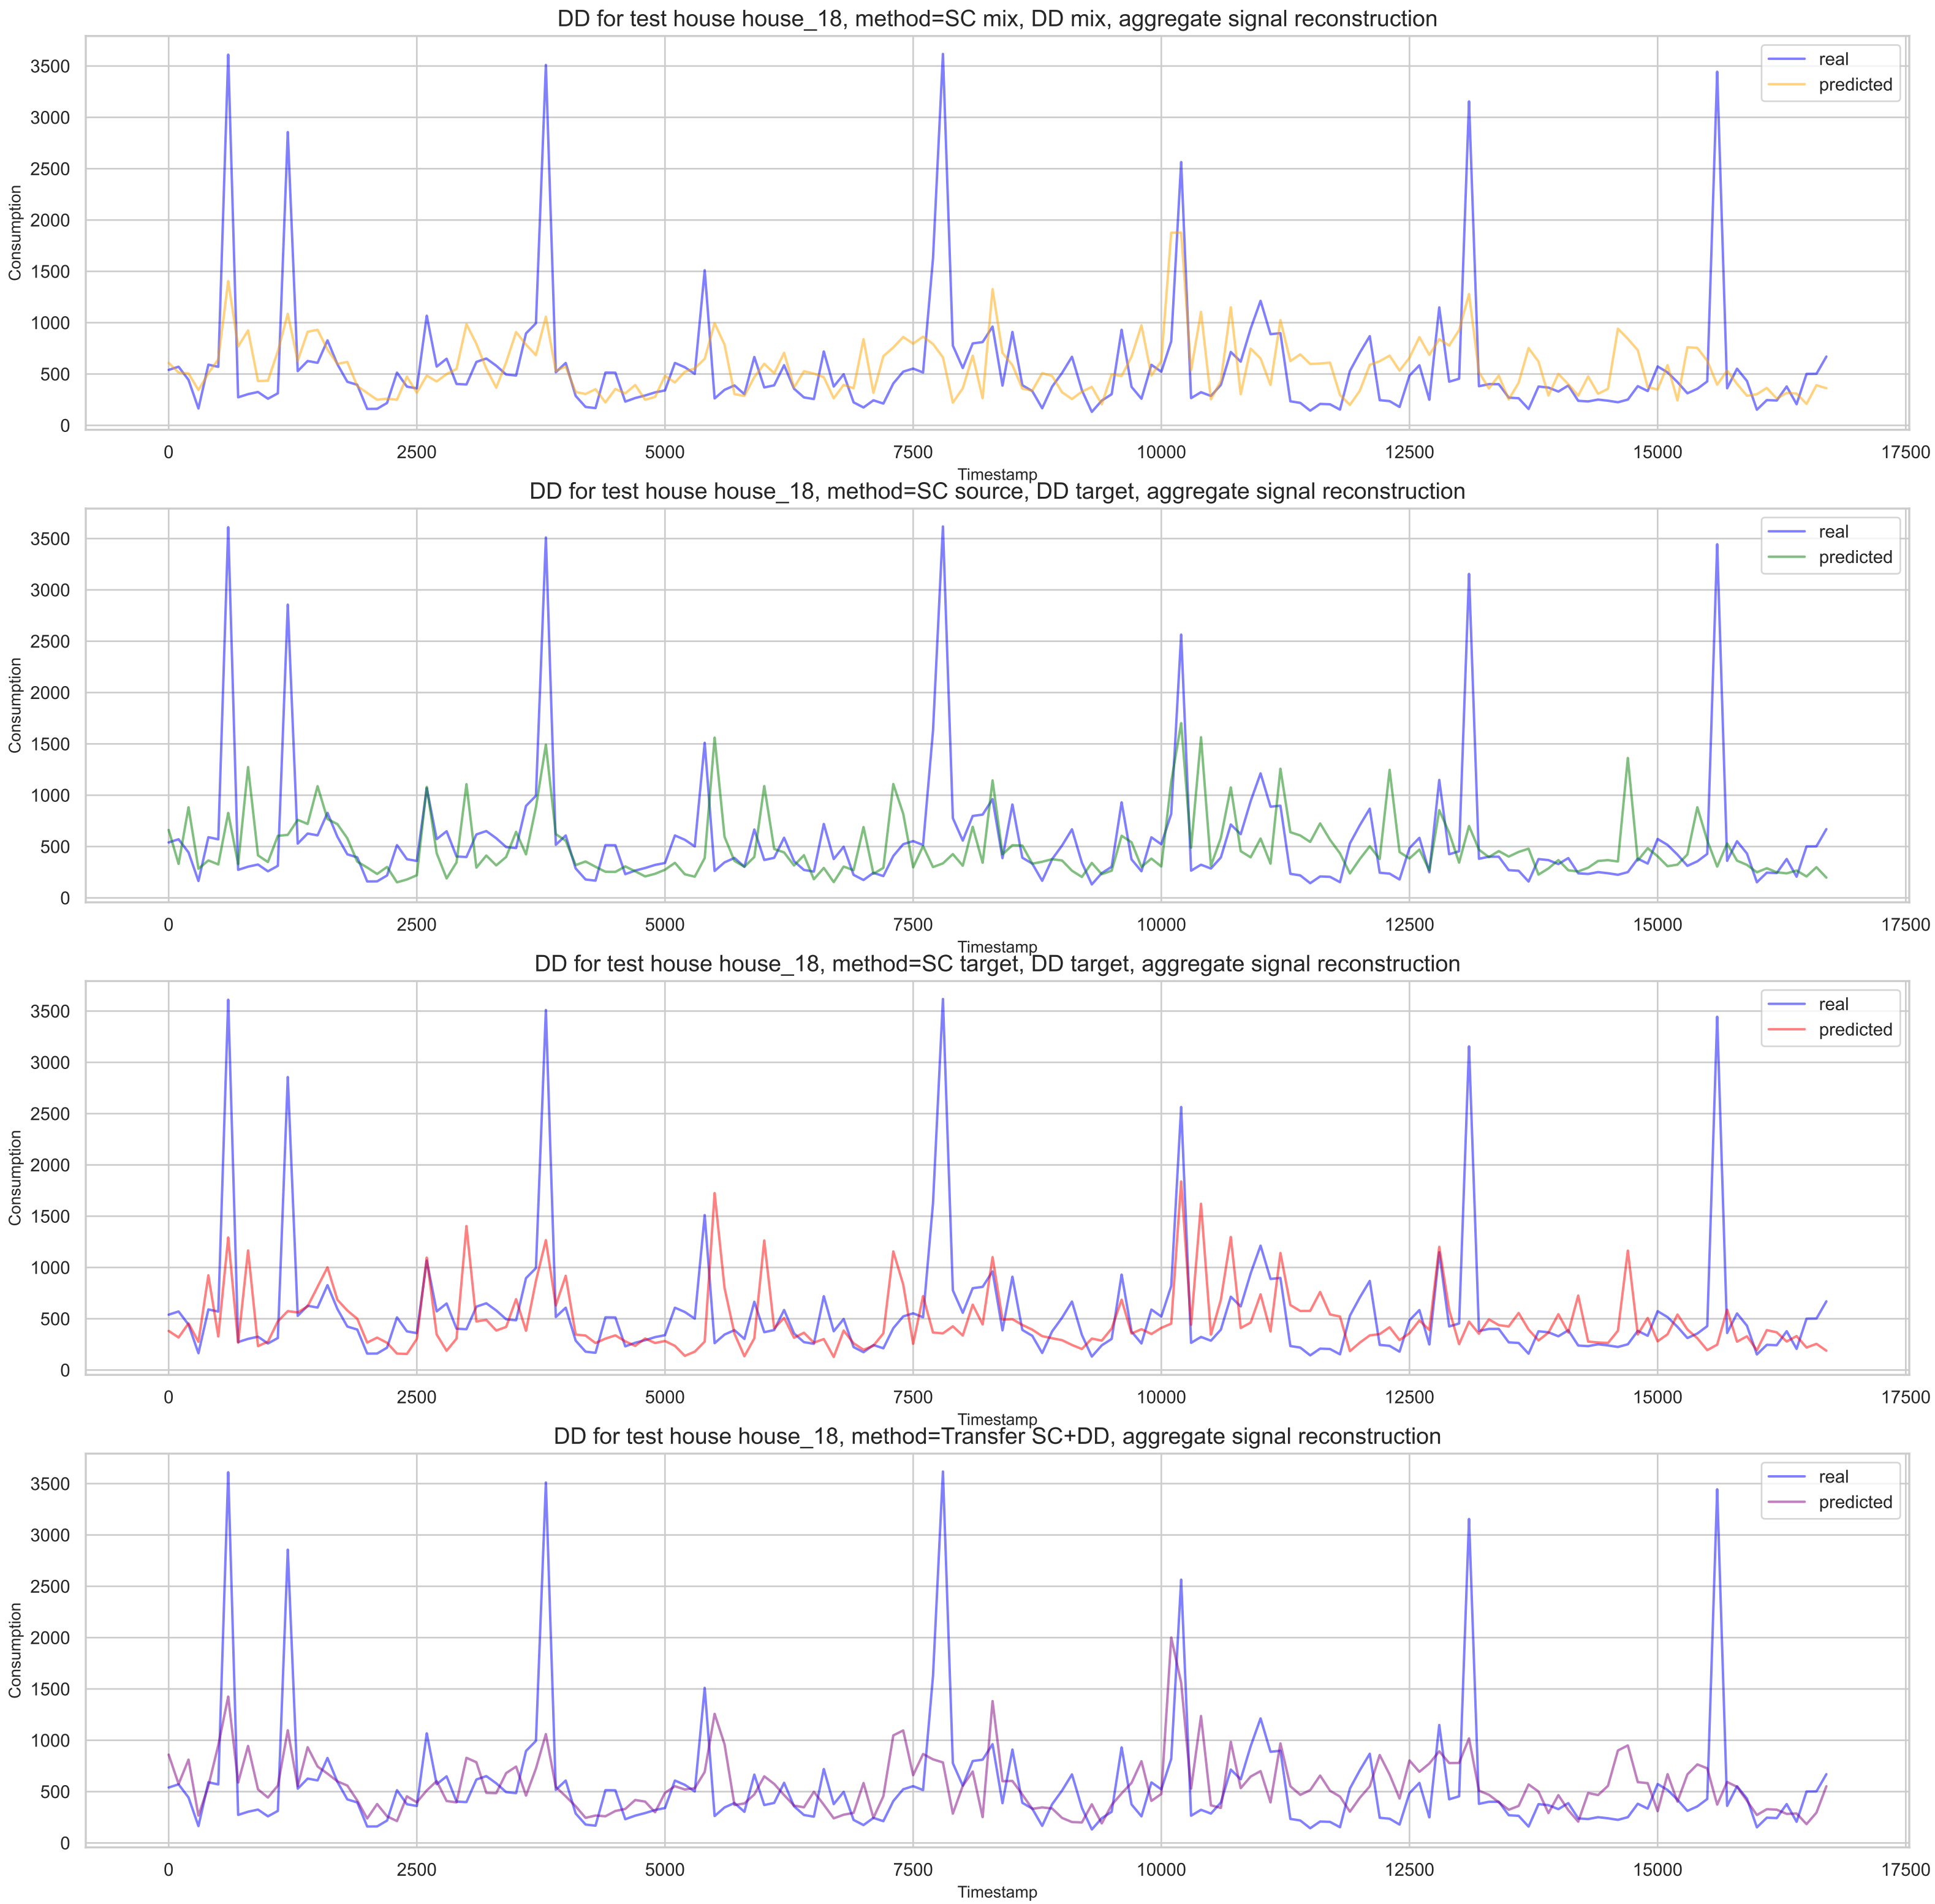 DD for test house house_18, method=SC mix, DD mix, aggregate signal reconstruction
real
predicted
3500
3000
2500
2000
1500
1000
500
0
Consumption
0 2500 5000 7500 10000 12500 15000 17500
Timestamp
DD for test house house_18, method=SC source, DD target, aggregate signal reconstruction
real
predicted
3500
3000
2500
2000
1500
1000
500
0
Consumption
0 2500 5000 7500 10000 12500 15000 17500
Timestamp
DD for test house house_18, method=SC target, DD target, aggregate signal reconstruction
real
predicted
3500
3000
2500
2000
1500
1000
500
0
Consumption
0 2500 5000 7500 10000 12500 15000 17500
Timestamp
DD for test house house_18, method=Transfer SC+DD, aggregate signal reconstruction
real
predicted
3500
3000
2500
2000
1500
1000
500
0
Consumption
0 2500 5000 7500 10000 12500 15000 17500
Timestamp